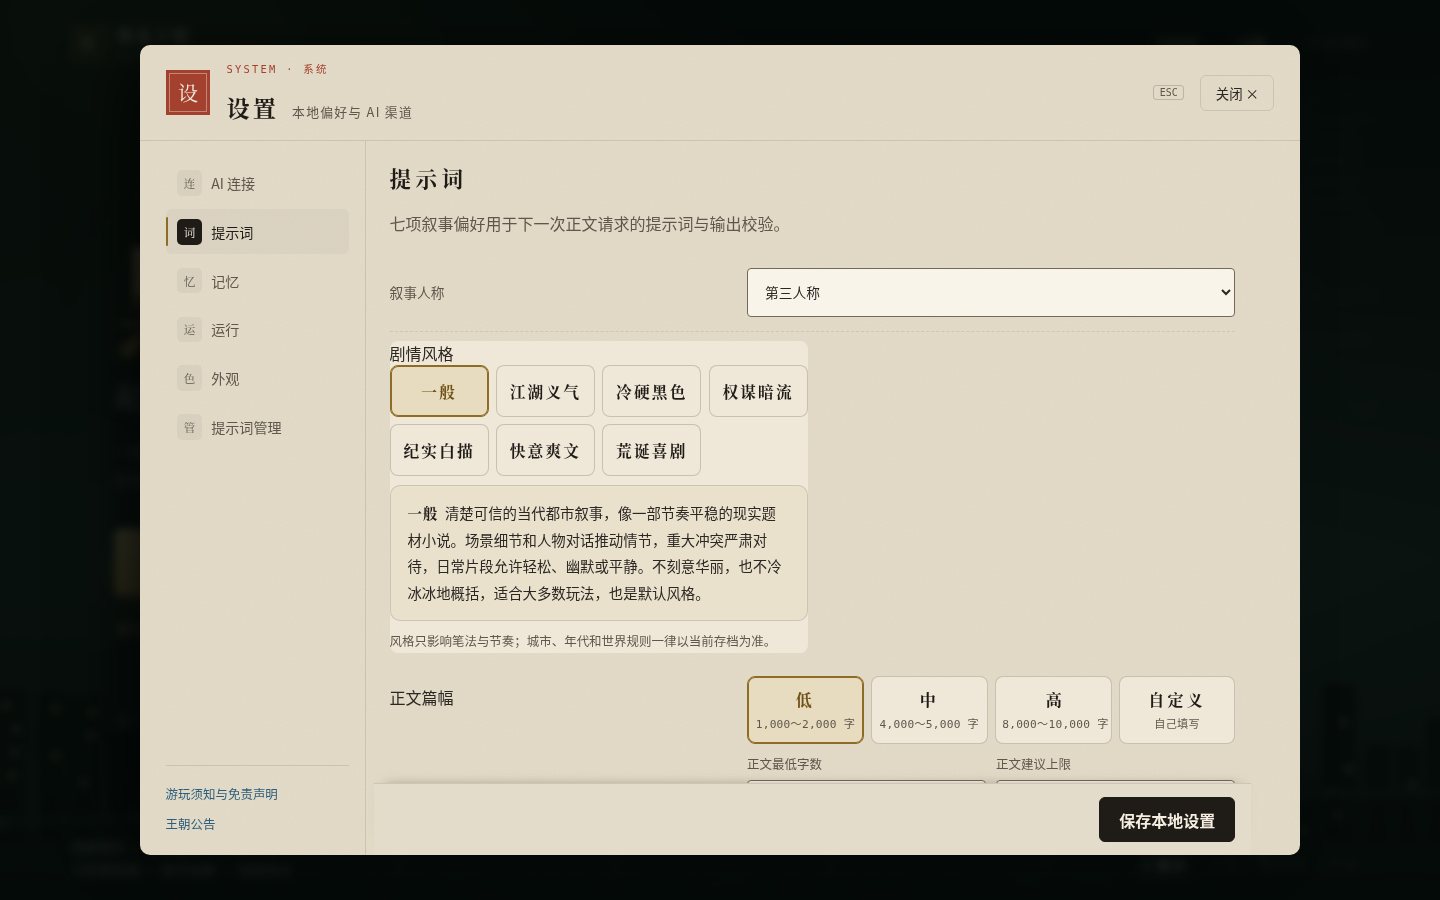 设
SYSTEM · 系统
设置 本地偏好与 AI 渠道
ESC
关闭 ×
连 AI 连接
词 提示词
忆 记忆
运 运行
色 外观
管 提示词管理
游玩须知与免责声明
王朝公告
提示词
七项叙事偏好用于下一次正文请求的提示词与输出校验。
叙事人称
第三人称
剧情风格
一般 江湖义气 冷硬黑色 权谋暗流
纪实白描 快意爽文 荒诞喜剧
一般 清楚可信的当代都市叙事，像一部节奏平稳的现实题
材小说。场景细节和人物对话推动情节，重大冲突严肃对
待，日常片段允许轻松、幽默或平静。不刻意华丽，也不冷
冰冰地概括，适合大多数玩法，也是默认风格。
风格只影响笔法与节奏；城市、年代和世界规则一律以当前存档为准。
正文篇幅
低 中 高 自定义
1,000～2,000 字 4,000～5,000 字 8,000～10,000 字 自己填写
正文最低字数 正文建议上限
保存本地设置